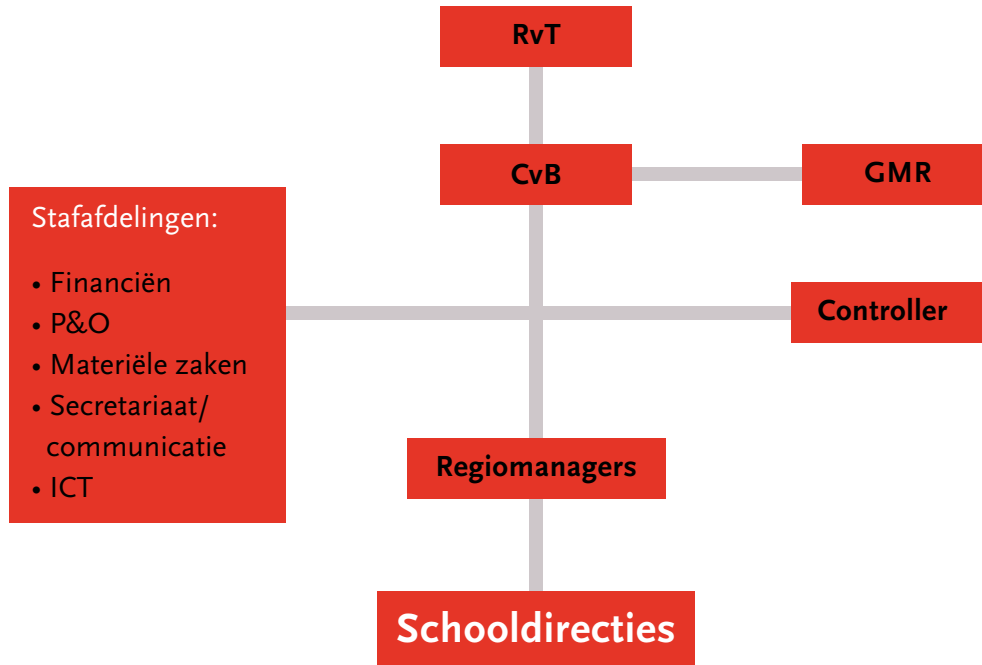 RvT
CvB
GMR
Stafafdelingen:
• Financiën
• P&O
• Materiële zaken
• Secretariaat/
communicatie
• ICT
Controller
Regiomanagers
Schooldirecties